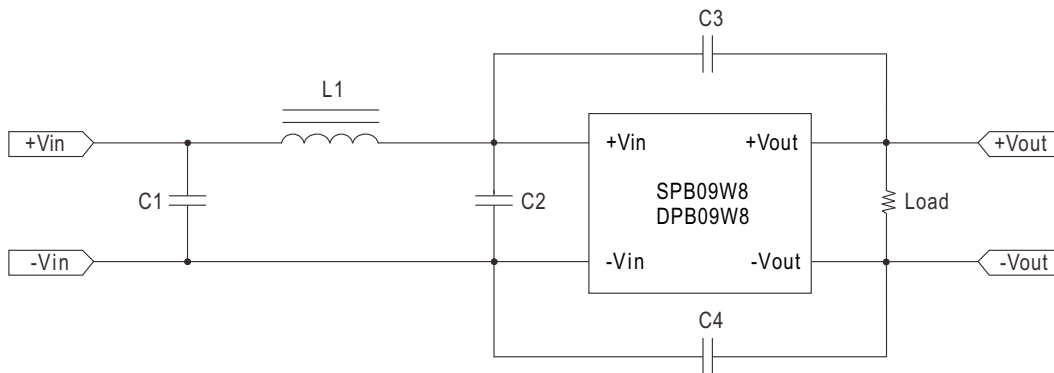 C3
L1
+Vin
+Vin
+Vout
+Vout
C1
C2
SPB09W8
DPB09W8
Load
-Vin
-Vin
-Vout
-Vout
C4